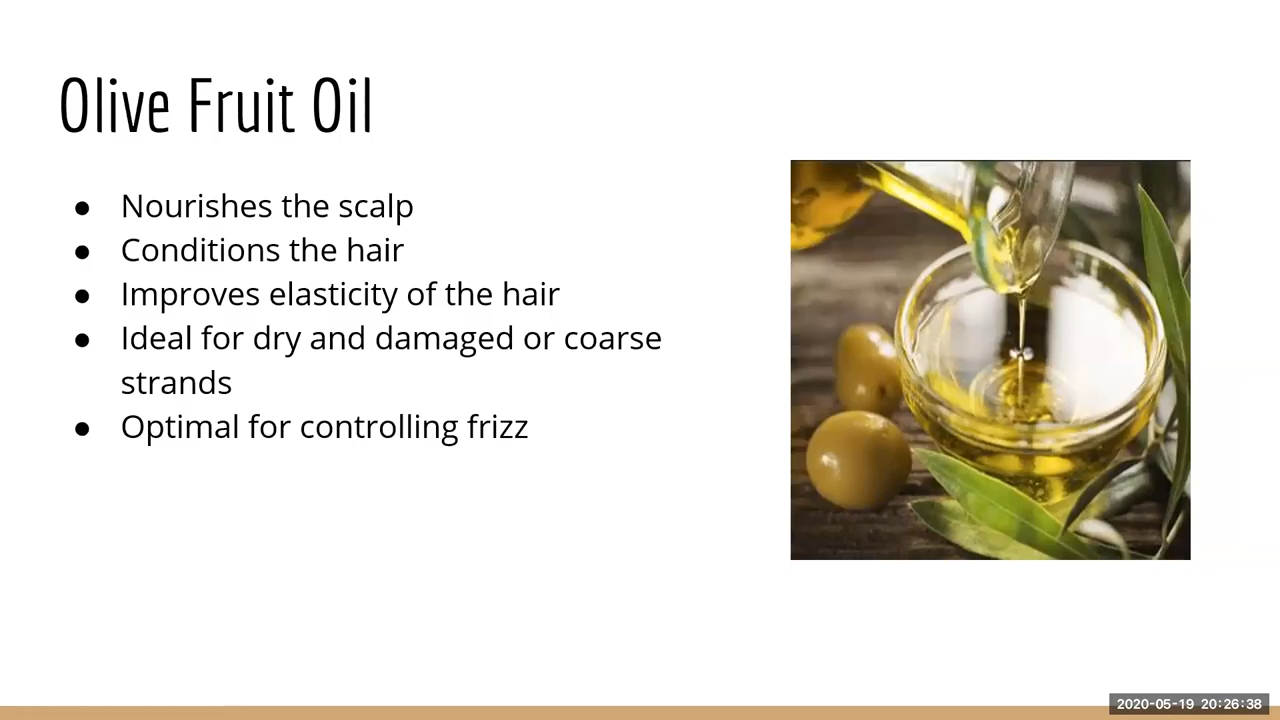 Olive Fruit Oil
● Nourishes the scalp
● Conditions the hair
● Improves elasticity of the hair
● Ideal for dry and damaged or coarse
strands
● Optimal for controlling frizz
2020-05-19 20:26:38